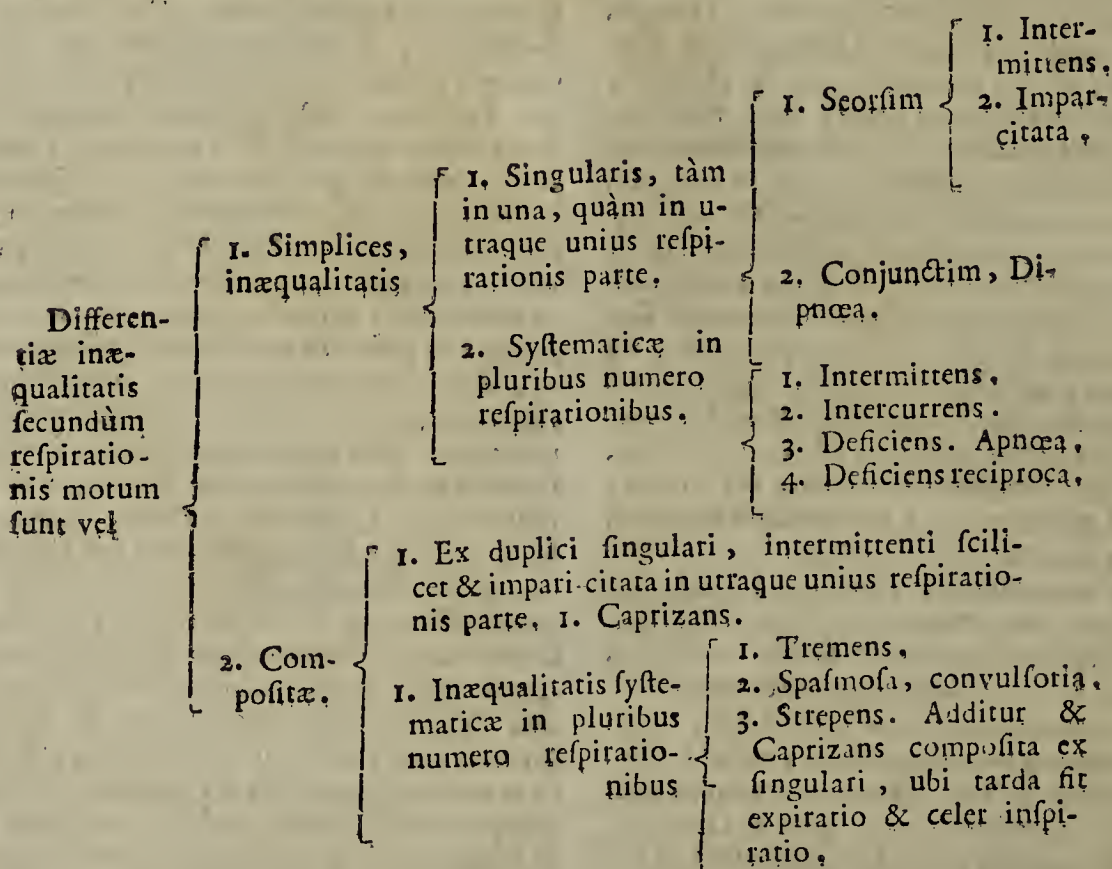 Differen-
tiæ inæ-
qualitatis
ſecundùm
reſpiratio-
nis motum
ſunt vel
1. Simplices,
inæqualitatis
1. Singularis, tàm
in una, quàm in u-
traque unius reſpi-
rationis parte.
1. Seorſim
1. Inter-
mittens.
2. Impar-
citata.
2. Conjunctim, Di-
pnœa.
2. Syſtematicæ in
pluribus numero
reſpirationibus.
1. Intermittens.
2. Intercurrens.
3. Deficiens. Apnœa.
4. Deficiens reciproca.
2. Com-
poſitæ.
1. Ex duplici ſingulari, intermittenti ſcili-
cet & impari-citata in utraque unius reſpiratio-
nis parte. 1. Caprizans.
1. Inæqualitatis ſyſte-
maticæ in pluribus
numero reſpiratio-
nibus
1. Tremens.
2. Spaſmoſa, convulſoria.
3. Strepens. Additur &
Caprizans compoſita ex
ſingulari, ubi tarda fit
expiratio & celer inſpi-
ratio.